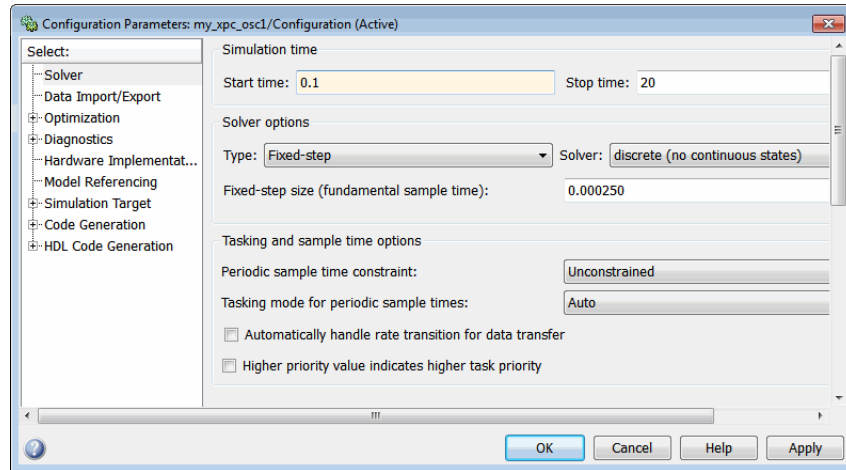 Configuration Parameters: my_xpc_osc1/Configuration (Active)
Select:
Solver
Data Import/Export
Optimization
Diagnostics
Hardware Implementat...
Model Referencing
Simulation Target
Code Generation
HDL Code Generation
Simulation time
Start time: 0.1 Stop time: 20
Solver options
Type: Fixed-step Solver: discrete (no continuous states)
Fixed-step size (fundamental sample time): 0.000250
Tasking and sample time options
Periodic sample time constraint: Unconstrained
Tasking mode for periodic sample times: Auto
Automatically handle rate transition for data transfer
Higher priority value indicates higher task priority
OK Cancel Help Apply